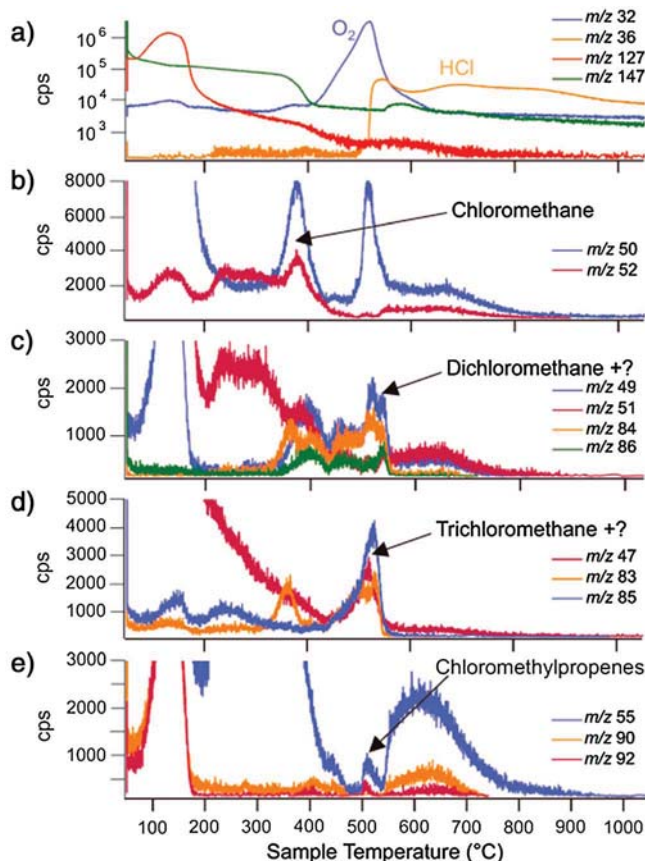 a)
cps
10⁶
10⁵
10⁴
10³
O₂
HCl
m/z 32
m/z 36
m/z 127
m/z 147
b)
cps
8000
6000
4000
2000
Chloromethane
m/z 50
m/z 52
c)
cps
3000
2000
1000
Dichloromethane +?
m/z 49
m/z 51
m/z 84
m/z 86
d)
cps
5000
4000
3000
2000
1000
Trichloromethane +?
m/z 47
m/z 83
m/z 85
e)
cps
3000
2000
1000
Chloromethylpropenes
m/z 55
m/z 90
m/z 92
100 200 300 400 500 600 700 800 900 1000
Sample Temperature (°C)